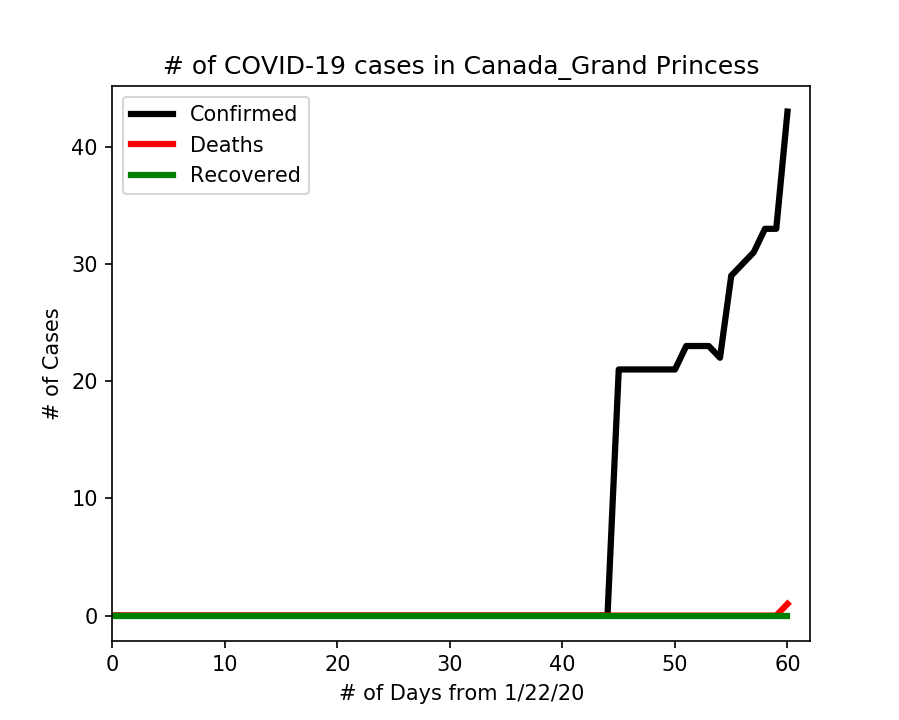 # of COVID-19 cases in Canada_Grand Princess
Confirmed
Deaths
Recovered
# of Cases
40
30
20
10
0
0 10 20 30 40 50 60
# of Days from 1/22/20